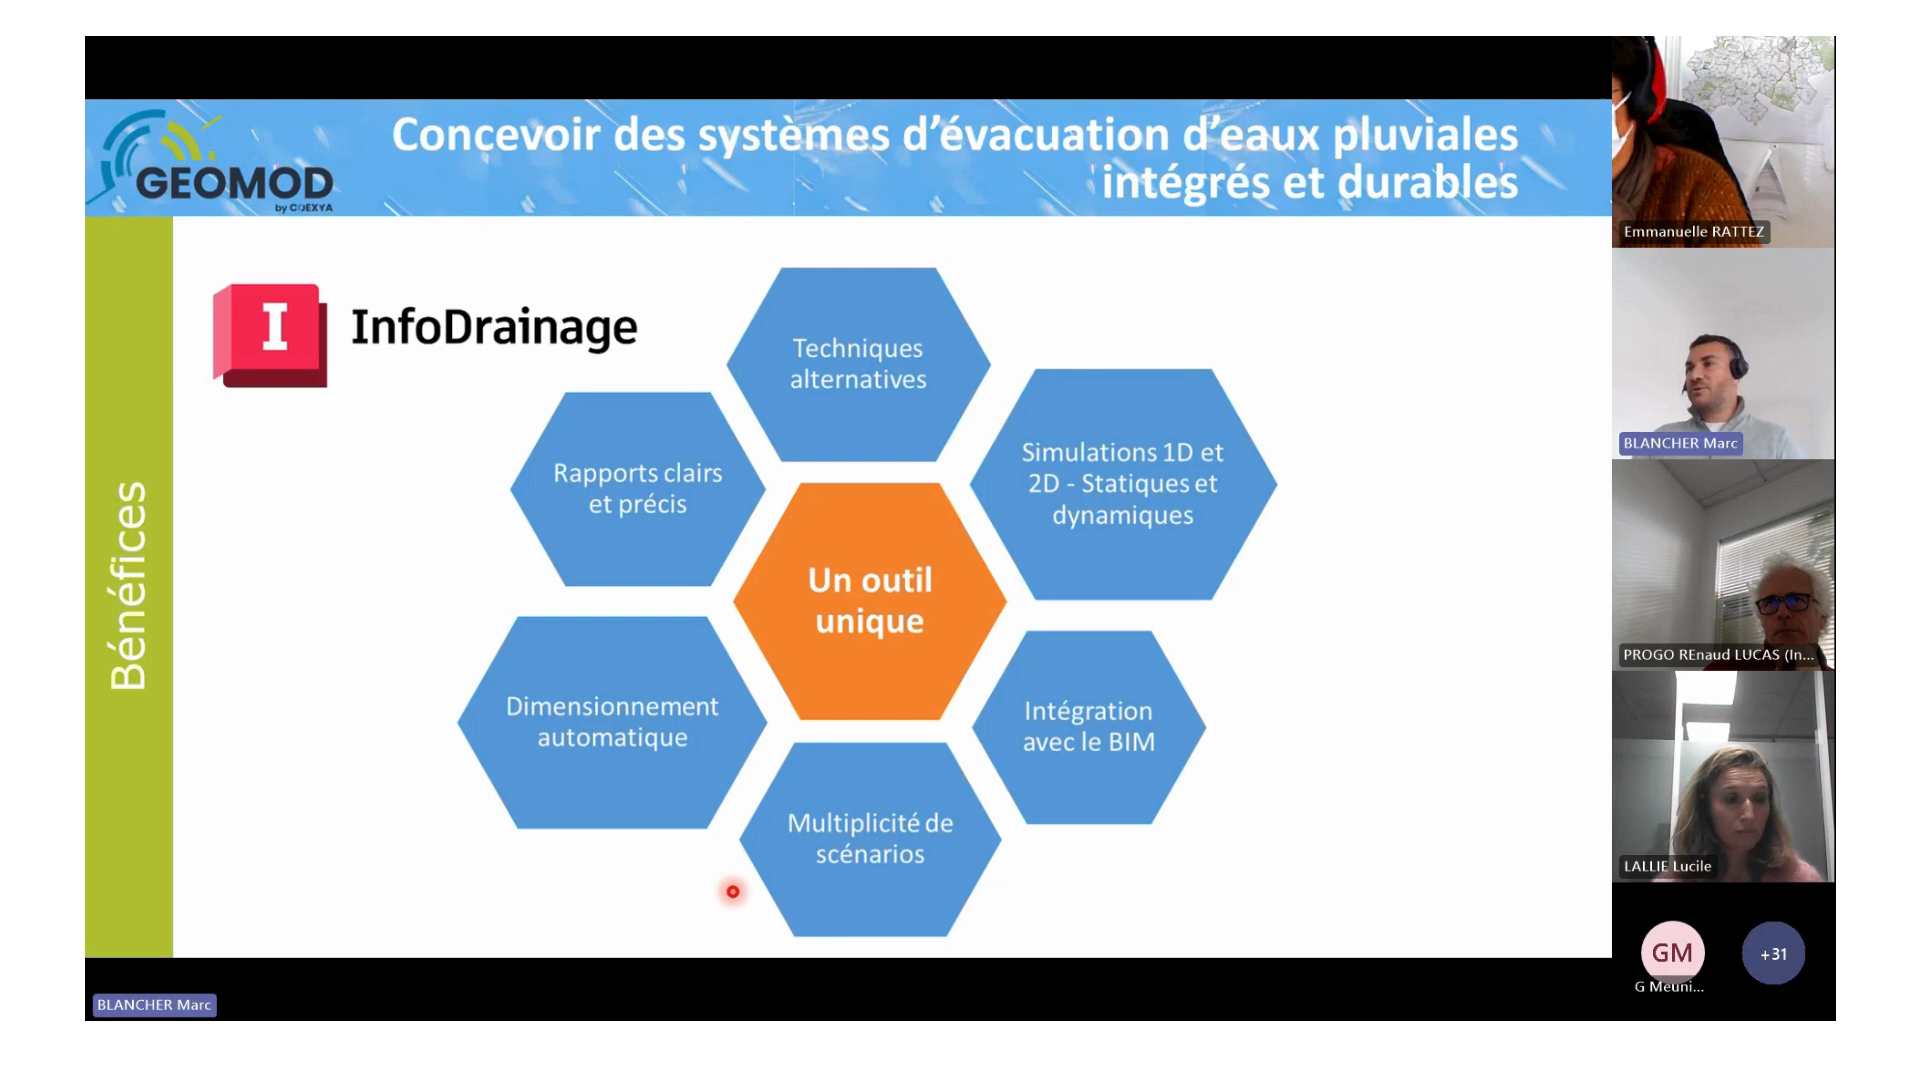 Concevoir des systèmes d'évacuation d'eaux pluviales
intégrés et durables
GEOMOD
by COEXYA
Bénéfices
I
InfoDrainage
Techniques
alternatives
Simulations 1D et
2D - Statiques et
dynamiques
Rapports clairs
et précis
Un outil
unique
Dimensionnement
automatique
Intégration
avec le BIM
Multiplicité de
scénarios
BLANCHER Marc
Emmanuelle RATTEZ
BLANCHER Marc
PROGO REnaud LUCAS (In...
LALLIE Lucile
GM
G Meuni...
+31